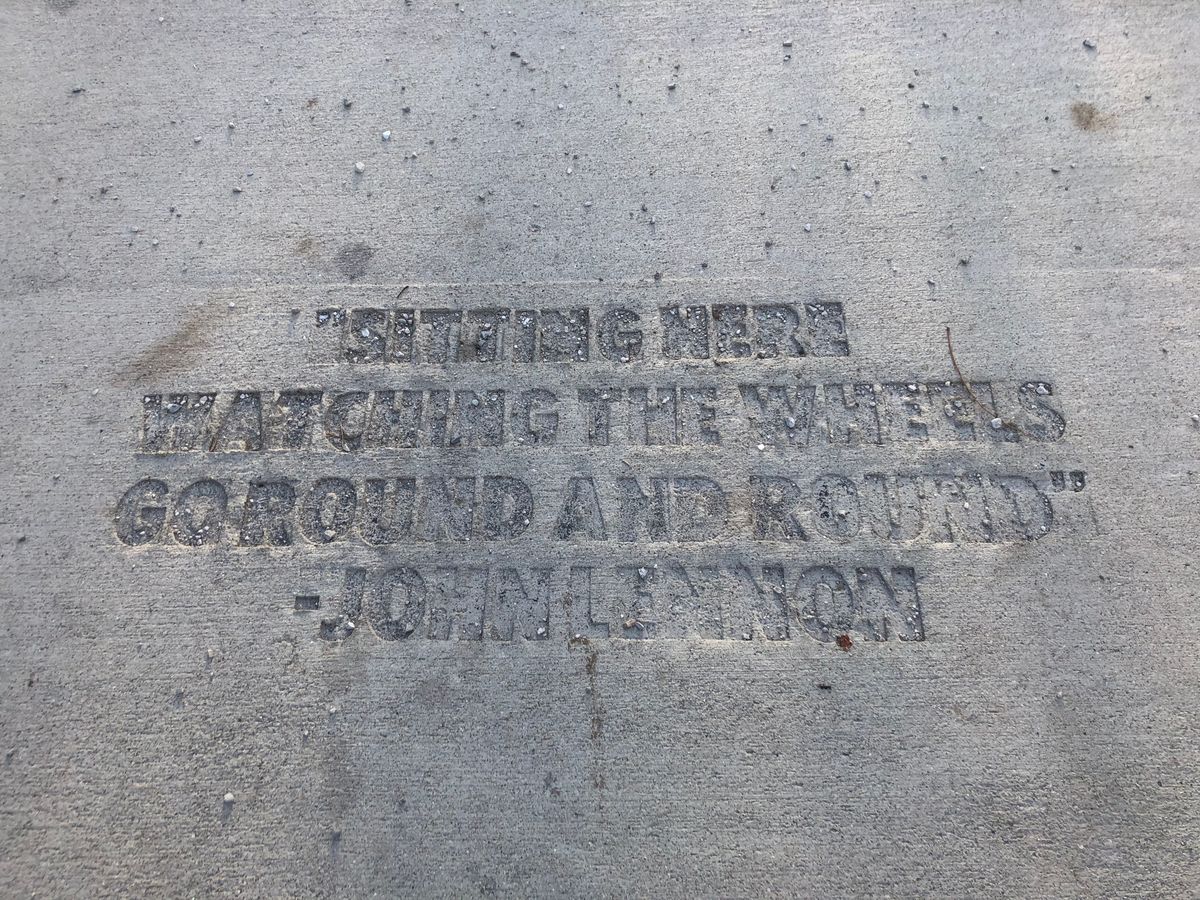 "SITTING HERE
WATCHING THE WHEELS
GO ROUND AND ROUND"
-JOHN LENNON